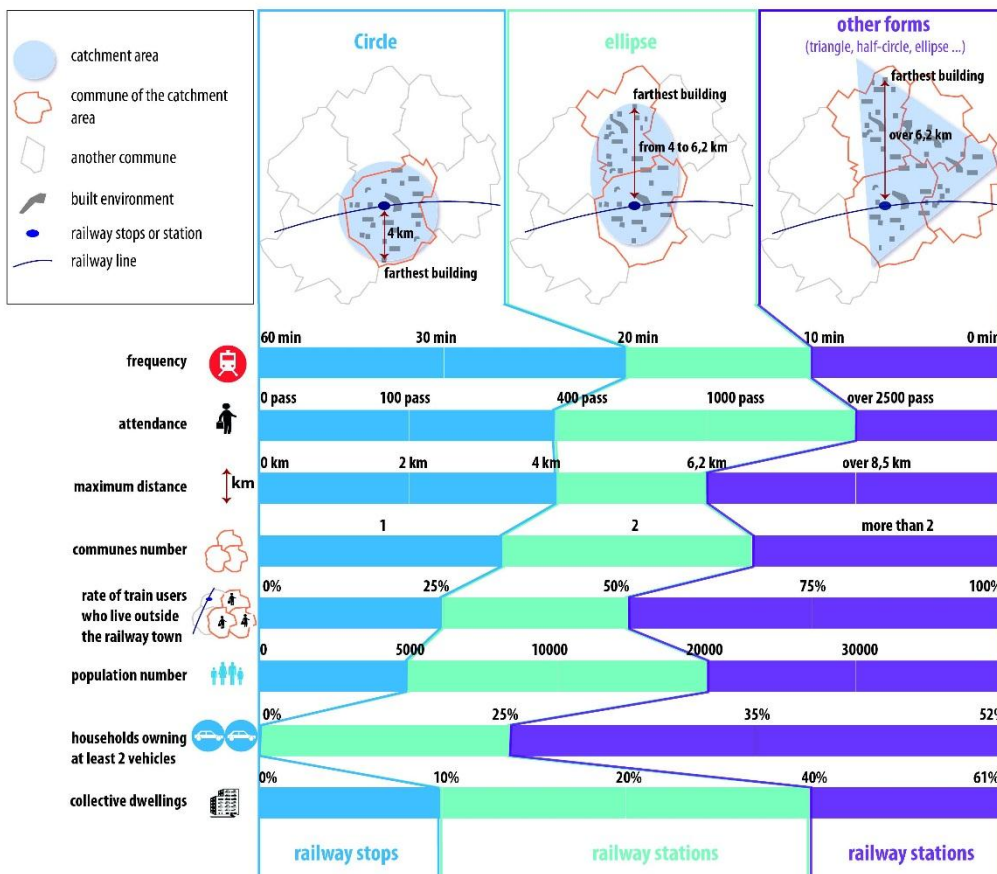 catchment area
commune of the catchment
area
another commune
built environment
railway stops or station
railway line
Circle
4 km
farthest building
ellipse
farthest building
from 4 to 6,2 km
other forms
(triangle, half-circle, ellipse ...)
farthest building
over 6,2 km
frequency
60 min 30 min 20 min 10 min 0 min
attendance
0 pass 100 pass 400 pass 1000 pass over 2500 pass
maximum distance
km
0 km 2 km 4 km 6,2 km over 8,5 km
communes number
1 2 more than 2
rate of train users
who live outside
the railway town
0% 25% 50% 75% 100%
population number
0 5000 10000 20000 30000
households owning
at least 2 vehicles
0% 25% 35% 52%
collective dwellings
0% 10% 20% 40% 61%
railway stops railway stations railway stations